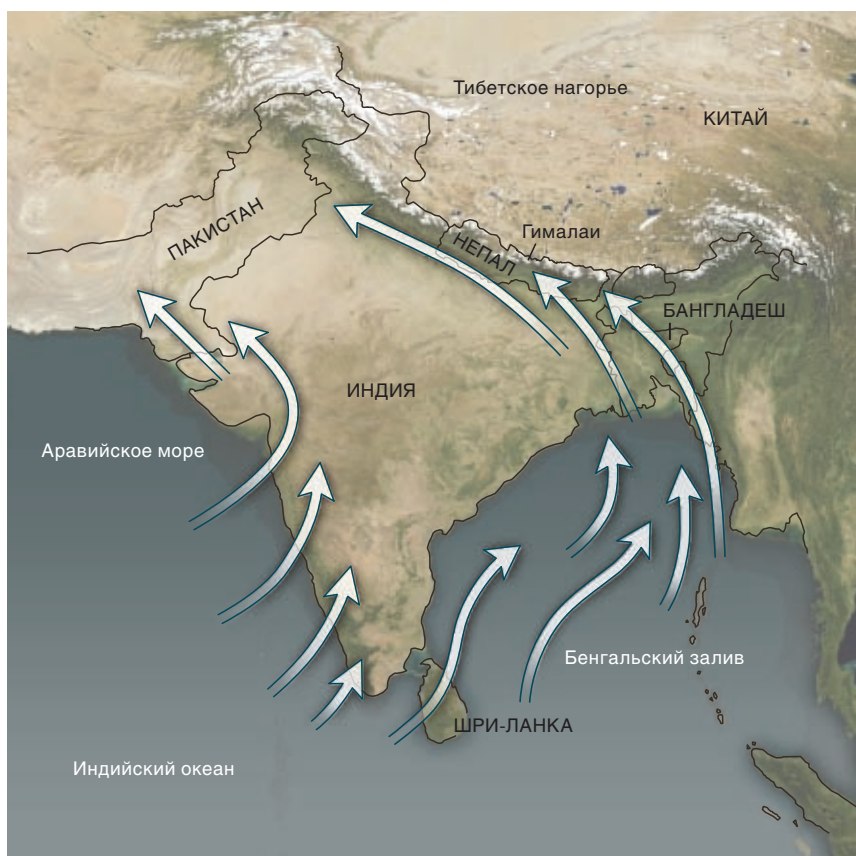 Тибетское нагорье
КИТАЙ
ПАКИСТАН
Гималаи
НЕПАЛ
БАНГЛАДЕШ
ИНДИЯ
Аравийское море
Бенгальский залив
ШРИ-ЛАНКА
Индийский океан